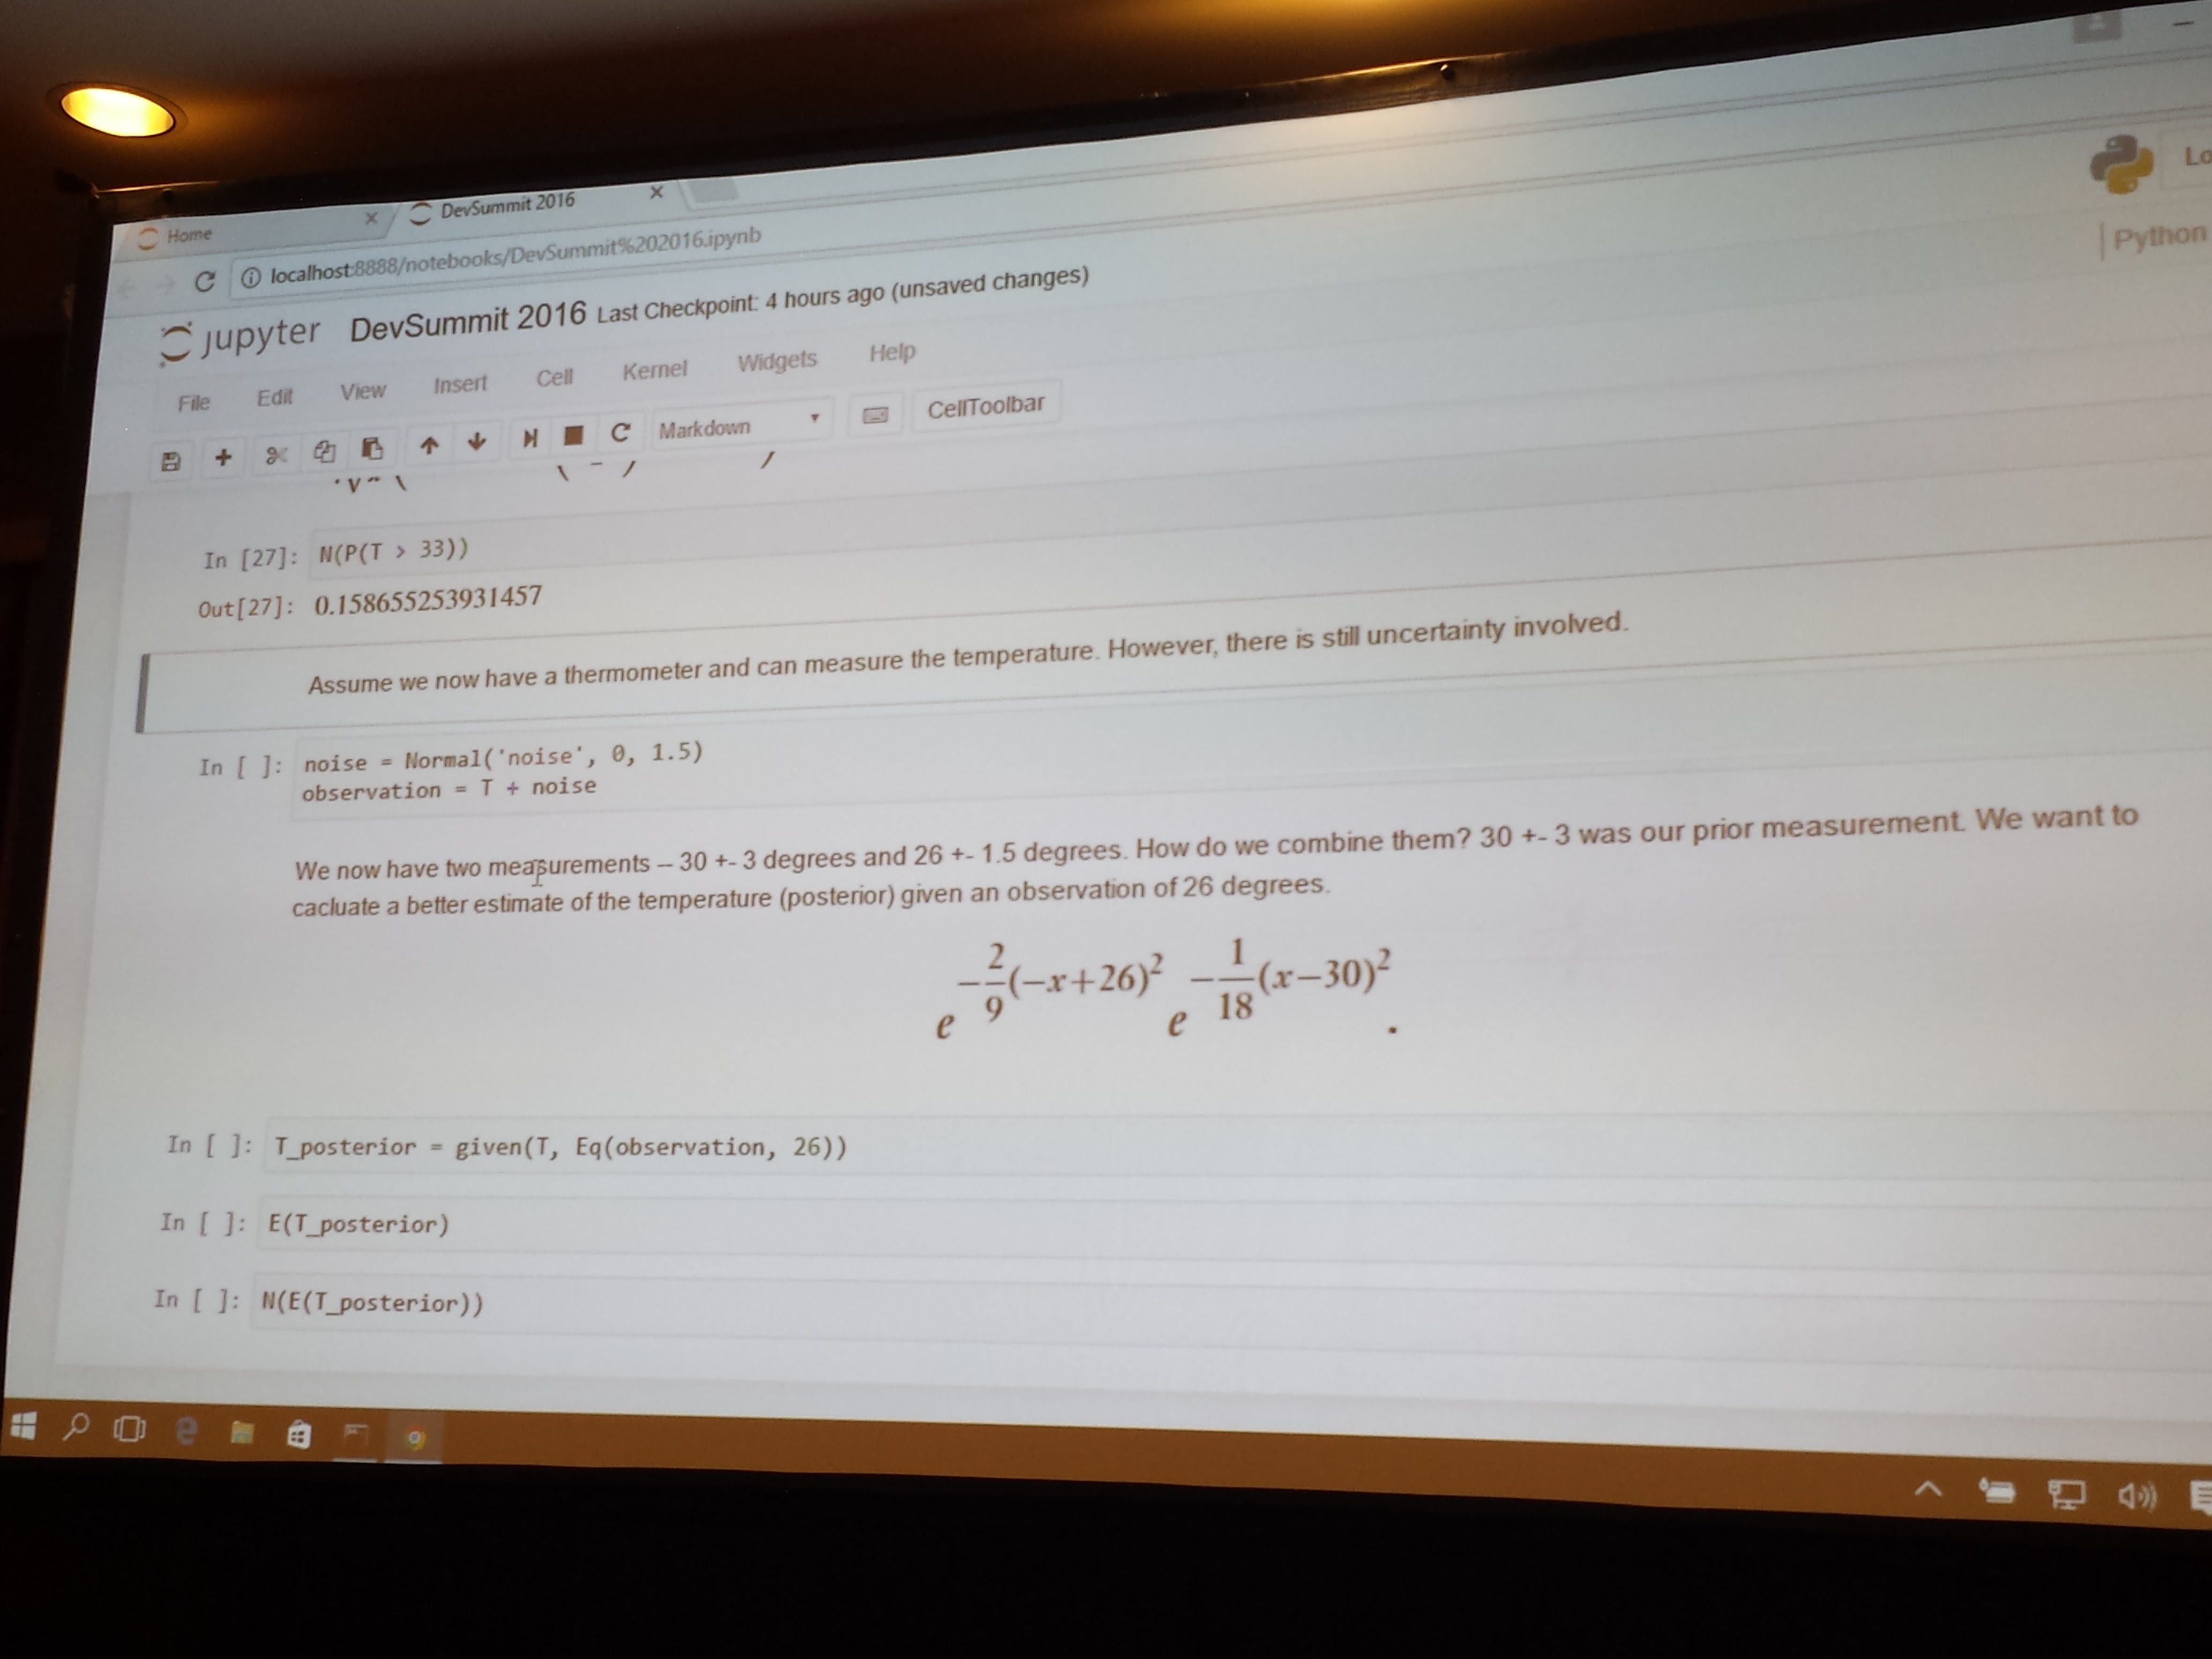 Home
DevSummit 2016
localhost:8888/notebooks/DevSummit%202016.ipynb
jupyter DevSummit 2016 Last Checkpoint: 4 hours ago (unsaved changes)
Python
File Edit View Insert Cell Kernel Widgets Help
Markdown CellToolbar
In [27]: N(P(T > 33))
Out[27]: 0.158655253931457
Assume we now have a thermometer and can measure the temperature. However, there is still uncertainty involved.
In [ ]: noise = Normal('noise', 0, 1.5)
observation = T + noise
We now have two measurements -- 30 +- 3 degrees and 26 +- 1.5 degrees. How do we combine them? 30 +- 3 was our prior measurement. We want to
cacluate a better estimate of the temperature (posterior) given an observation of 26 degrees.
e^{-\frac{2}{9}(-x+26)^2} e^{-\frac{1}{18}(x-30)^2}.
In [ ]: T_posterior = given(T, Eq(observation, 26))
In [ ]: E(T_posterior)
In [ ]: N(E(T_posterior))